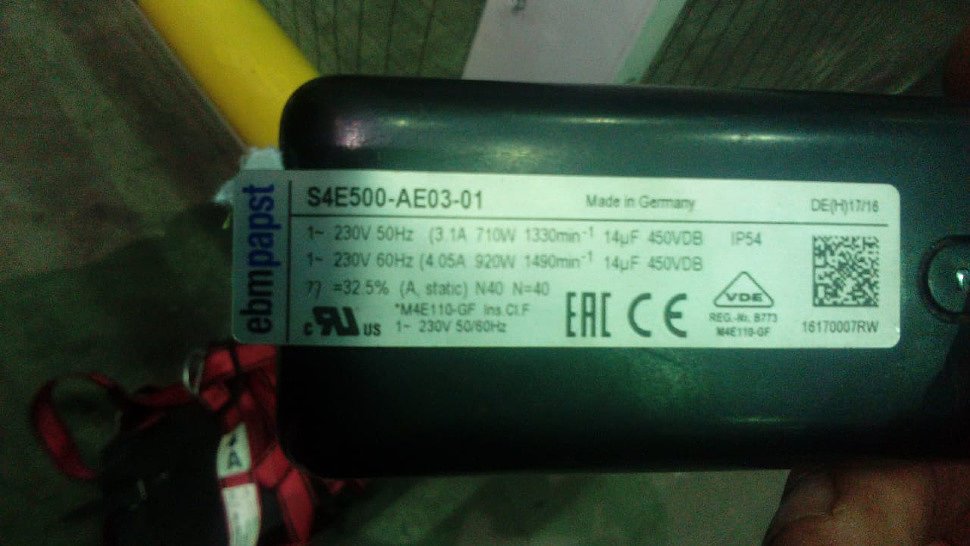 ebmpapst
S4E500-AE03-01 Made in Germany DE(H)17/16
1~ 230V 50Hz (3.1A 710W 1330min⁻¹ 14µF 450VDB IP54
1~ 230V 60Hz (4.05A 920W 1490min⁻¹ 14µF 450VDB
η =32.5% (A, static) N40 N=40
*M4E110-GF Ins.Cl.F
1~ 230V 50/60Hz
c RU US
EAC CE
VDE
REG.-Nr. B773
M4E110-GF
16170007RW
A